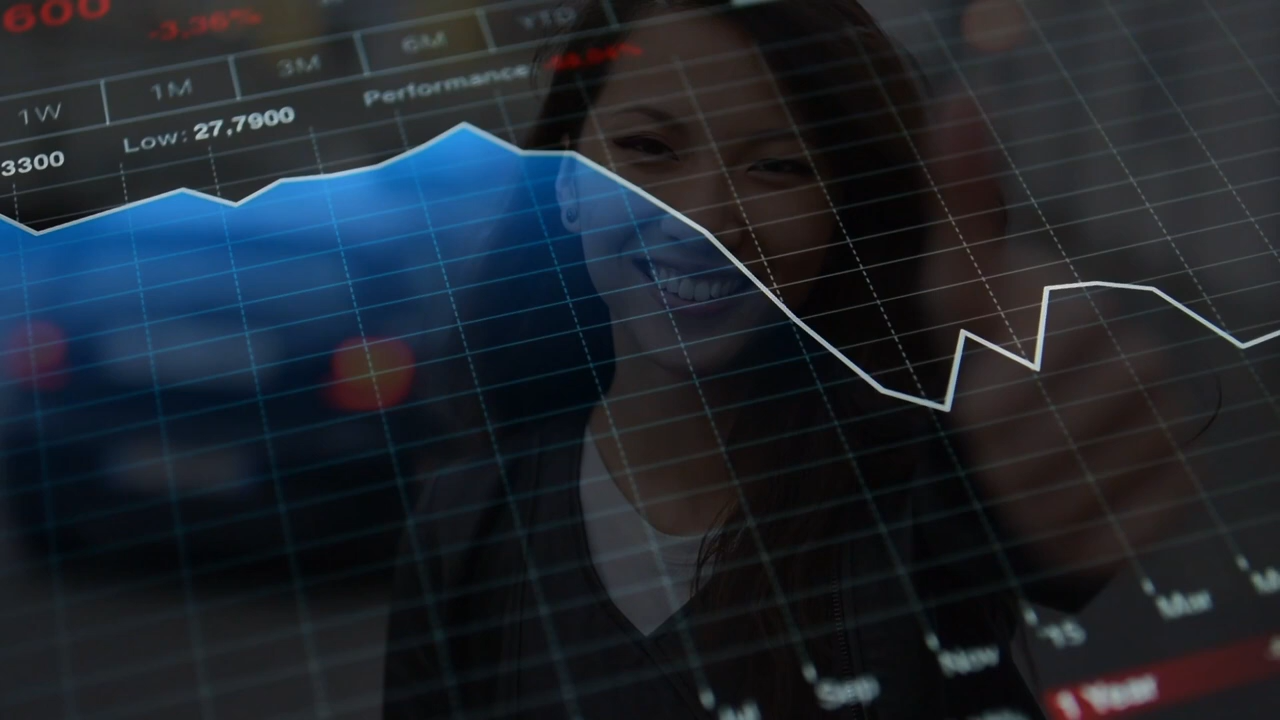 600 -3.36%
1W 1M 3M 6M YTD
3300 Low: 27,7900 Performance
Jul Sep Nov '15 Mar
1 Year